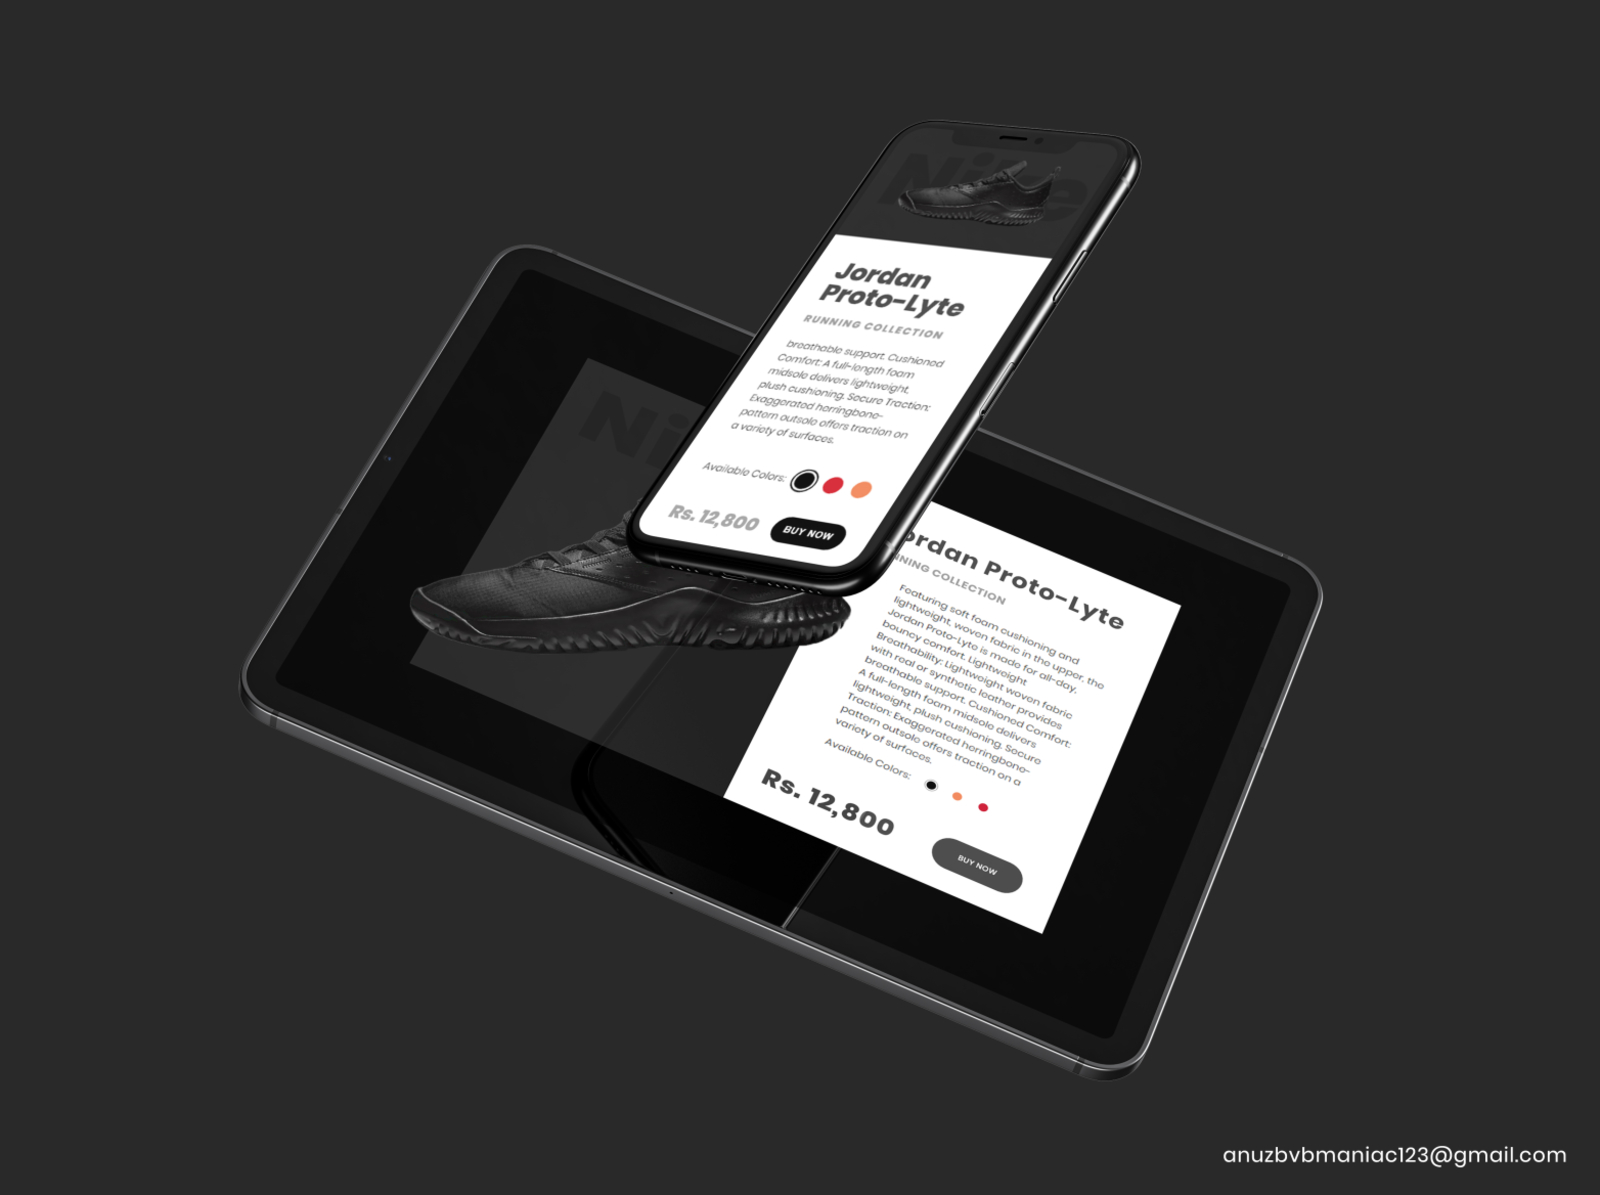 Nike
Jordan
Proto-Lyte
RUNNING COLLECTION
breathable support. Cushioned
Comfort: A full-length foam
midsole delivers lightweight,
plush cushioning. Secure Traction:
Exaggerated herringbone-
pattern outsole offers traction on
a variety of surfaces.
Available Colors:
Rs. 12,800
BUY NOW
Ni
ordan Proto-Lyte
NNING COLLECTION
Featuring soft foam cushioning and
lightweight, woven fabric in the upper, the
Jordan Proto-Lyte is made for all-day,
bouncy comfort. Lightweight
Breathability: Lightweight woven fabric
with real or synthetic leather provides
breathable support. Cushioned Comfort:
A full-length foam midsole delivers
lightweight, plush cushioning. Secure
Traction: Exaggerated herringbone-
pattern outsole offers traction on a
variety of surfaces.
Available Colors:
Rs. 12,800
BUY NOW
anuzbvbmaniac123@gmail.com